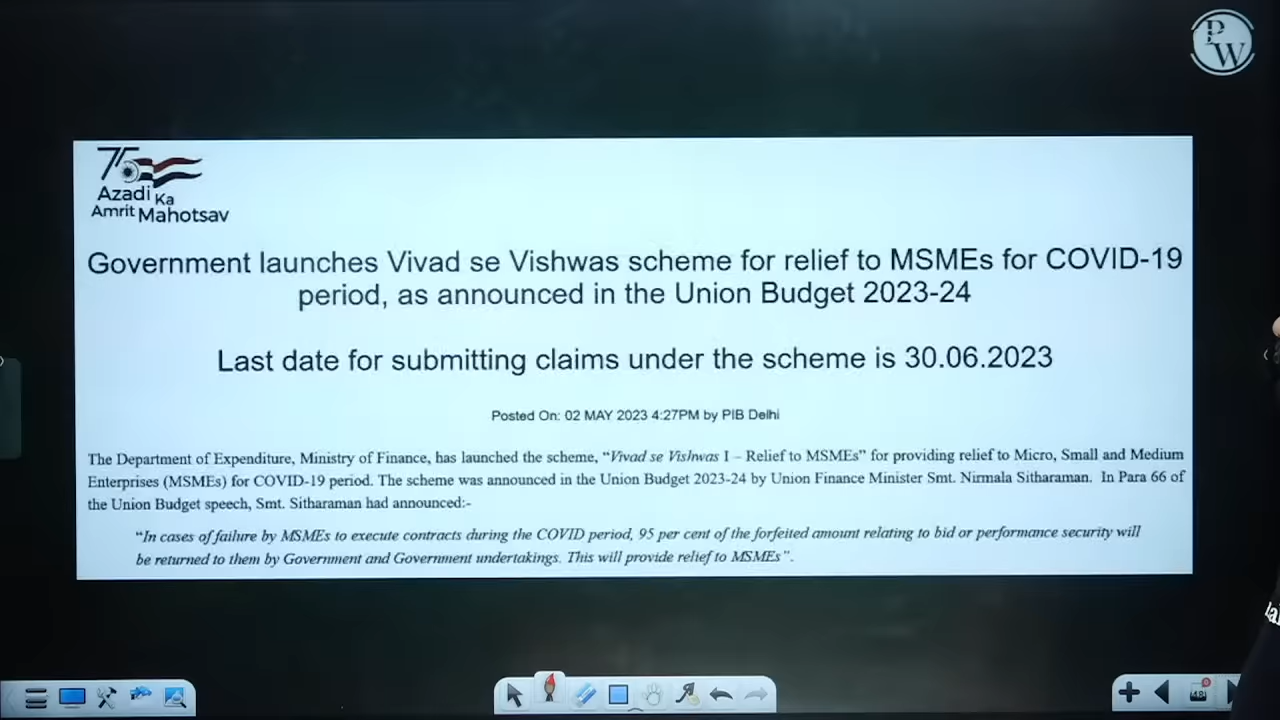 PW
75
Azadi Ka
Amrit Mahotsav
Government launches Vivad se Vishwas scheme for relief to MSMEs for COVID-19
period, as announced in the Union Budget 2023-24
Last date for submitting claims under the scheme is 30.06.2023
Posted On: 02 MAY 2023 4:27PM by PIB Delhi
The Department of Expenditure, Ministry of Finance, has launched the scheme, “Vivad se Vishwas I – Relief to MSMEs” for providing relief to Micro, Small and Medium
Enterprises (MSMEs) for COVID-19 period. The scheme was announced in the Union Budget 2023-24 by Union Finance Minister Smt. Nirmala Sitharaman. In Para 66 of
the Union Budget speech, Smt. Sitharaman had announced:-
“In cases of failure by MSMEs to execute contracts during the COVID period, 95 per cent of the forfeited amount relating to bid or performance security will
be returned to them by Government and Government undertakings. This will provide relief to MSMEs”.